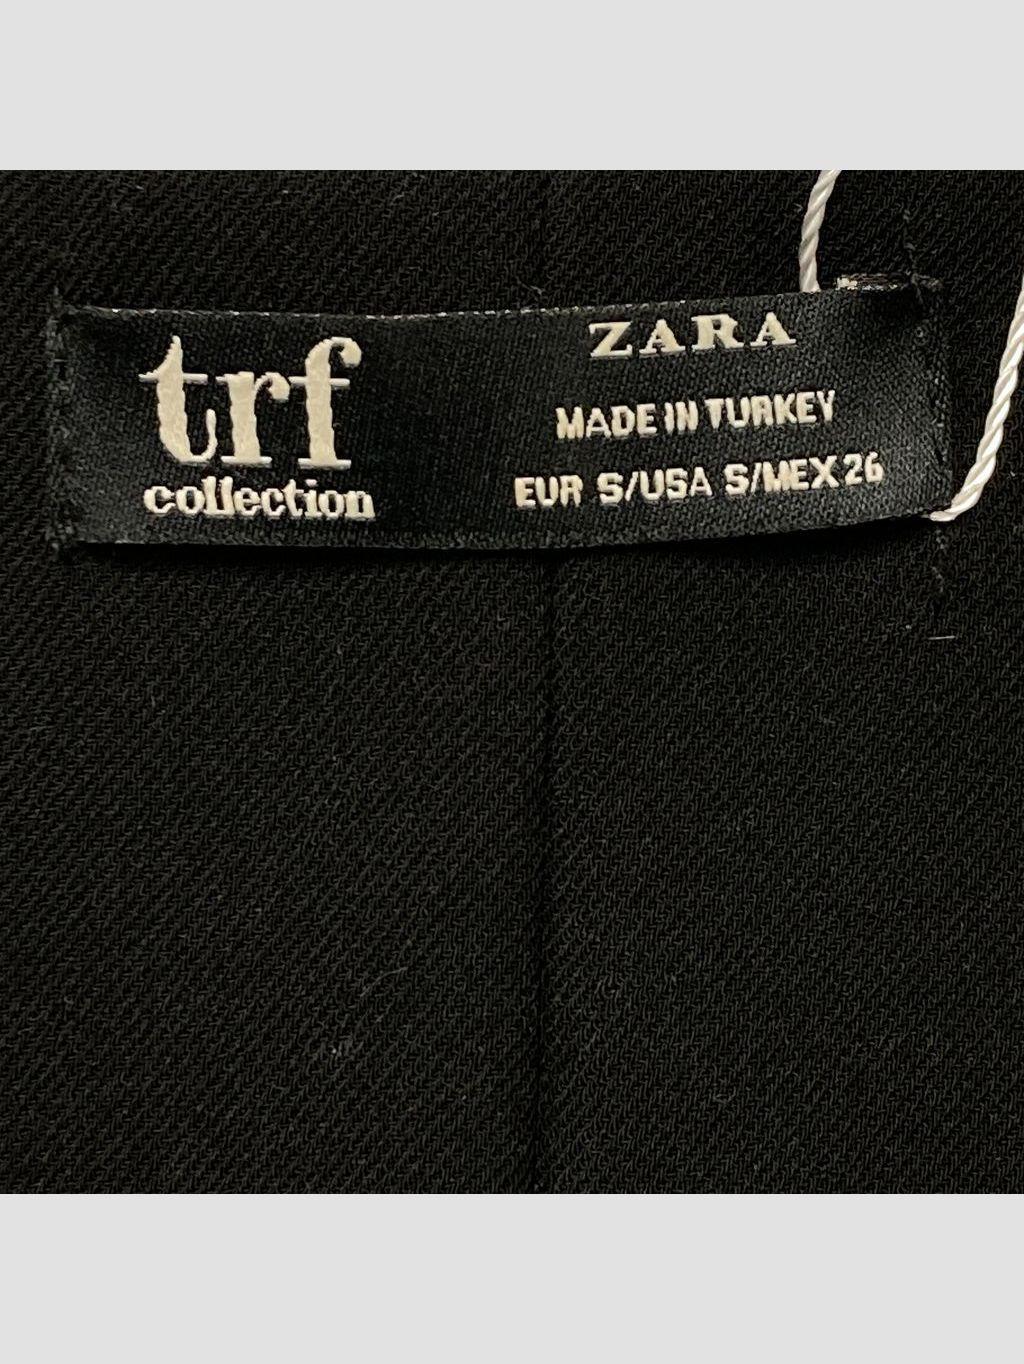 trf
collection
ZARA
MADE IN TURKEY
EUR S/USA S/MEX 26